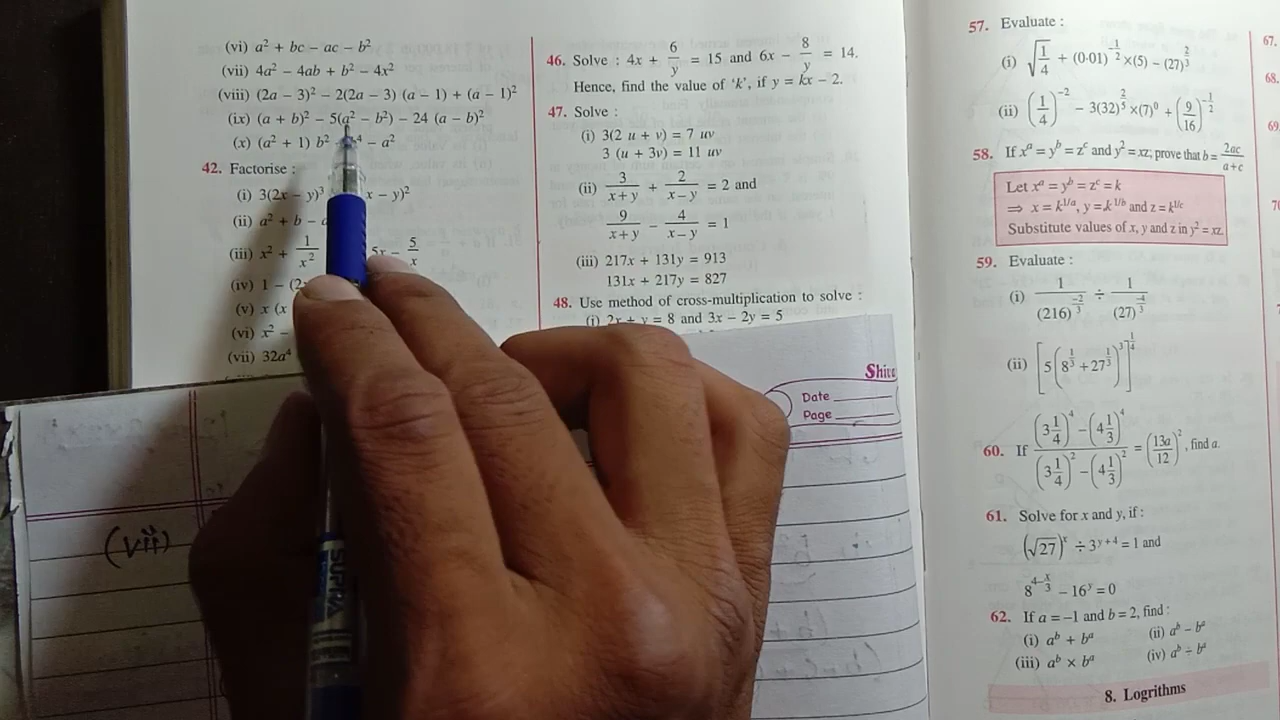 (vi) a² + bc − ac − b²
(vii) 4a² − 4ab + b² − 4x²
(viii) (2a − 3)² − 2(2a − 3) (a − 1) + (a − 1)²
(ix) (a + b)² − 5(a² − b²) − 24 (a − b)²
(x) (a² + 1) b² − a²
42. Factorise :
(i) 3(2x − y)³ x − y)²
(ii) a² + b −
(iii) x² + 1/x² 5x − 5/x
(iv) 1 − (2
(v) x (x
(vi) x² −
(vii) 32a⁴
46. Solve : 4x + 6/y = 15 and 6x − 8/y = 14.
Hence, find the value of ‘k’, if y = kx − 2.
47. Solve :
(i) 3(2 u + v) = 7 uv
3 (u + 3v) = 11 uv
(ii) 3/(x+y) + 2/(x−y) = 2 and
9/(x+y) − 4/(x−y) = 1
(iii) 217x + 131y = 913
131x + 217y = 827
48. Use method of cross-multiplication to solve :
(i) 2x + y = 8 and 3x − 2y = 5
Date
Page
(vii)
SUPRA
57. Evaluate :
(i) √(1/4) + (0·01)^(−1/2) × (5) − (27)^(2/3)
(ii) (1/4)^(−2) − 3(32)^(2/5) × (7)⁰ + (9/16)^(−1/2)
58. If xᵃ = yᵇ = zᶜ and y² = xz; prove that b = 2ac/(a+c)
Let xᵃ = yᵇ = zᶜ = k
⇒ x = k^(1/a), y = k^(1/b) and z = k^(1/c)
Substitute values of x, y and z in y² = xz.
59. Evaluate :
(i) 1/(216)^(−2/3) ÷ 1/(27)^(−4/3)
(ii) [5(8^(1/3) + 27^(1/3))³]^(1/4)
60. If ((3 1/4)⁴ − (4 1/3)⁴)/((3 1/4)² − (4 1/3)²) = (13a/12)², find a.
61. Solve for x and y, if :
(√27)ˣ ÷ 3^(y+4) = 1 and
8^(4−x/3) − 16ʸ = 0
62. If a = −1 and b = 2, find :
(i) aᵇ + bᵃ (ii) aᵇ − bᵃ
(iii) aᵇ × bᵃ (iv) aᵇ ÷ bᵃ
8. Logrithms
67.
68.